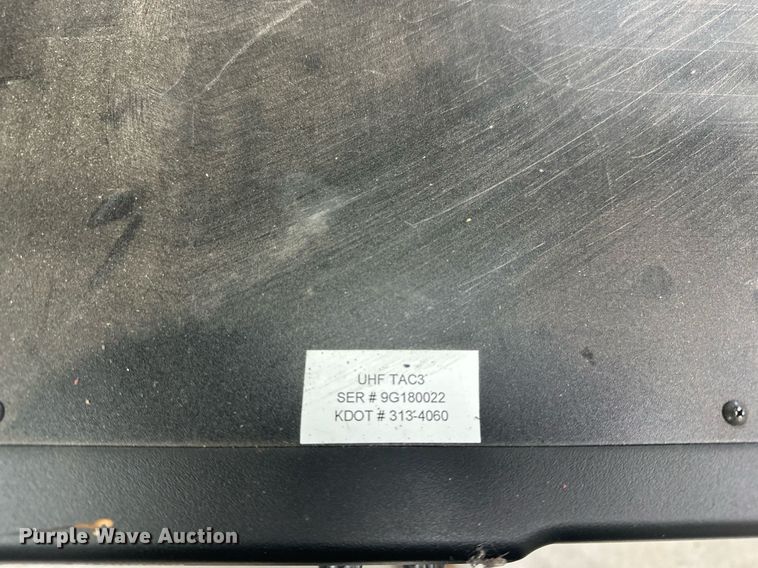 UHF TAC3
SER # 9G180022
KDOT # 313-4060
Purple Wave Auction